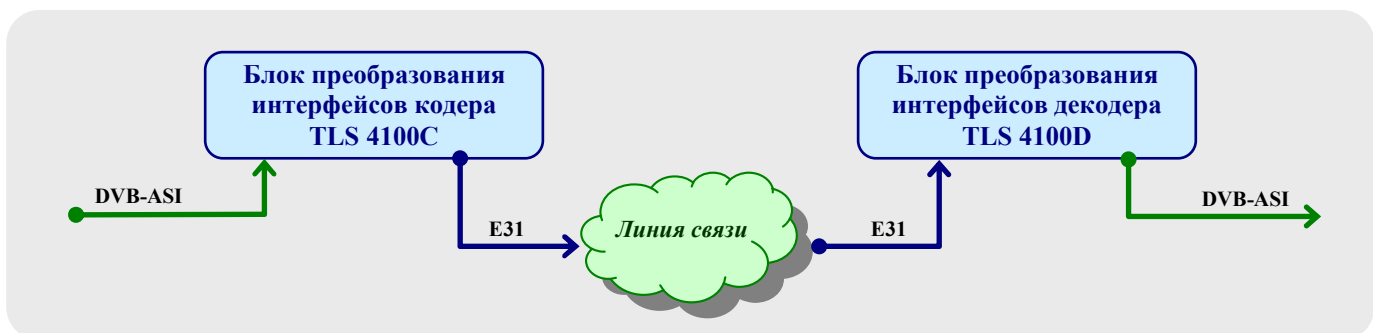 Блок преобразования
интерфейсов кодера
TLS 4100C
Блок преобразования
интерфейсов декодера
TLS 4100D
DVB-ASI
E31
Линия связи
E31
DVB-ASI